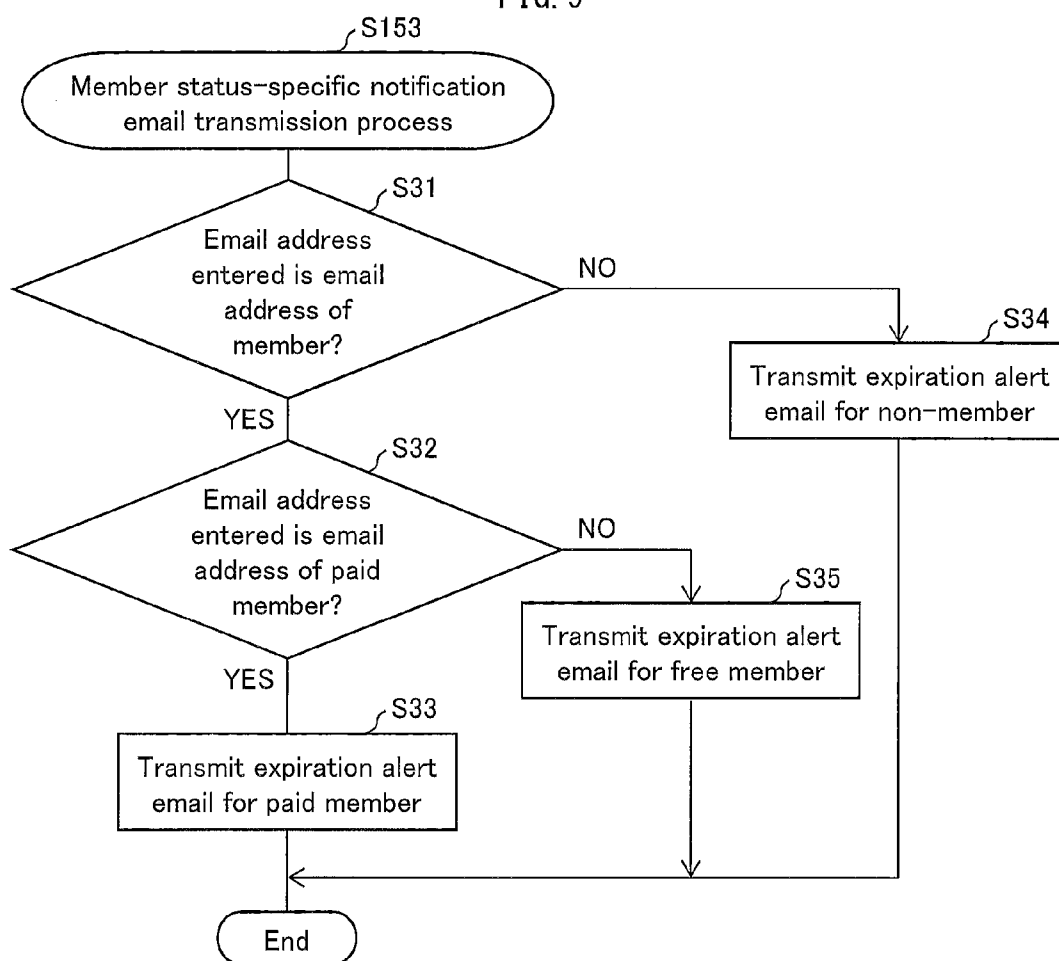 S153
Member status-specific notification
email transmission process
S31
Email address
entered is email
address of
member?
NO
YES
S34
Transmit expiration alert
email for non-member
S32
Email address
entered is email
address of paid
member?
NO
YES
S35
Transmit expiration alert
email for free member
S33
Transmit expiration alert
email for paid member
End